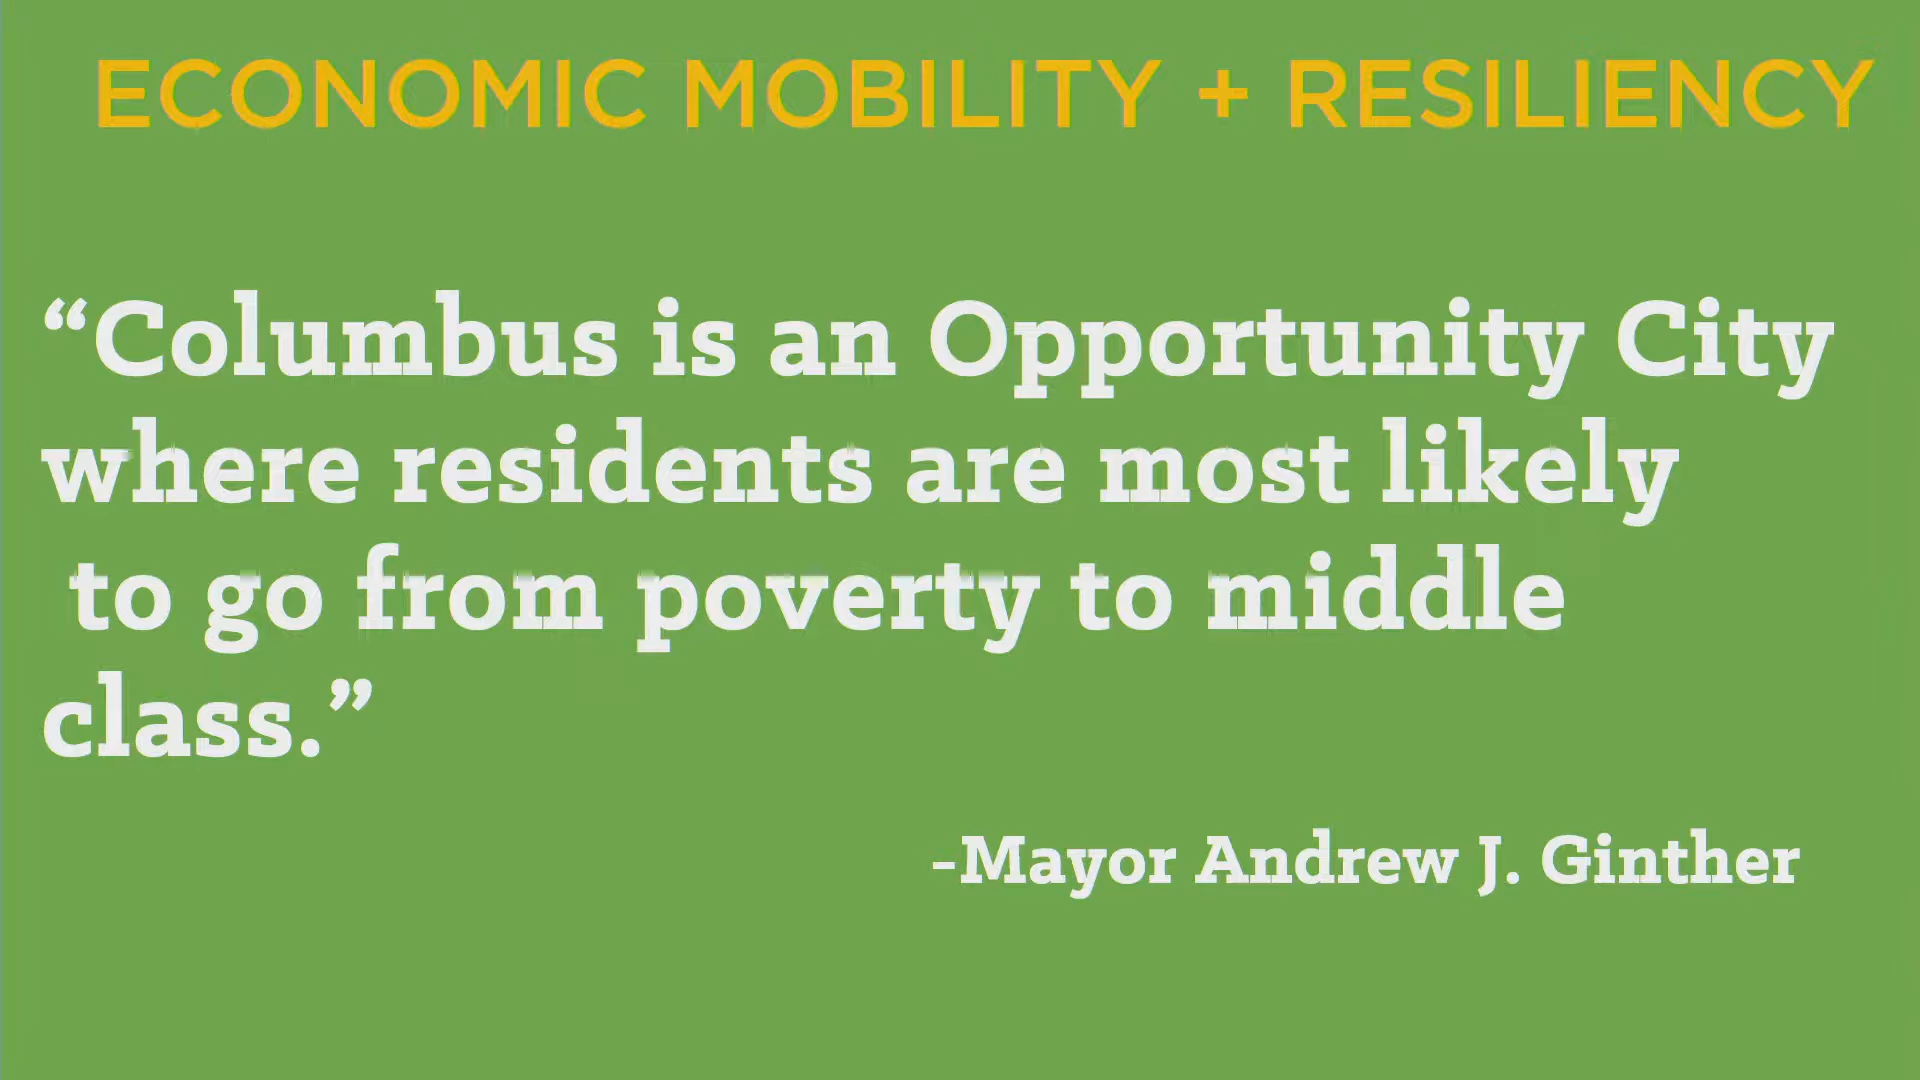 ECONOMIC MOBILITY + RESILIENCY
“Columbus is an Opportunity City
where residents are most likely
to go from poverty to middle
class.”
-Mayor Andrew J. Ginther